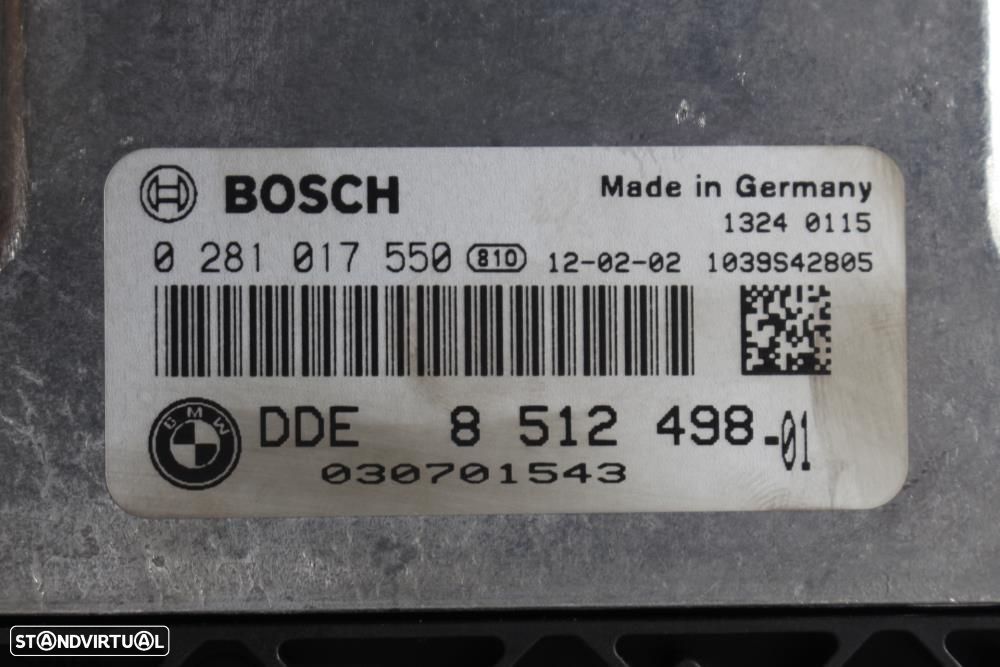 BOSCH
Made in Germany
1324 0115
0 281 017 550 810 12-02-02 1039S42805
BMW
DDE 8 512 498-01
030701543
STANDVIRTUAL